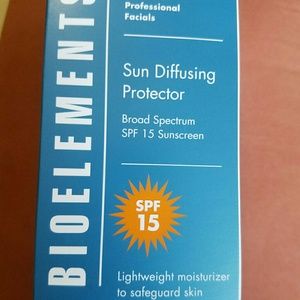 Professional
Facials
BIOELEMENTS
Sun Diffusing
Protector
Broad Spectrum
SPF 15 Sunscreen
SPF
15
Lightweight moisturizer
to safeguard skin